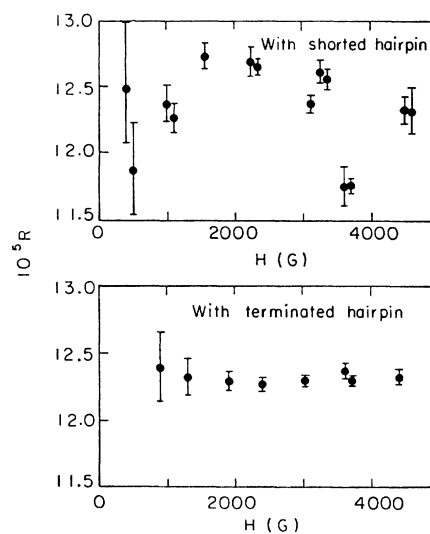 13.0
With shorted hairpin
12.5
12.0
11.5
0 2000 4000
H (G)
10⁵R
13.0
With terminated hairpin
12.5
12.0
11.5
0 2000 4000
H (G)